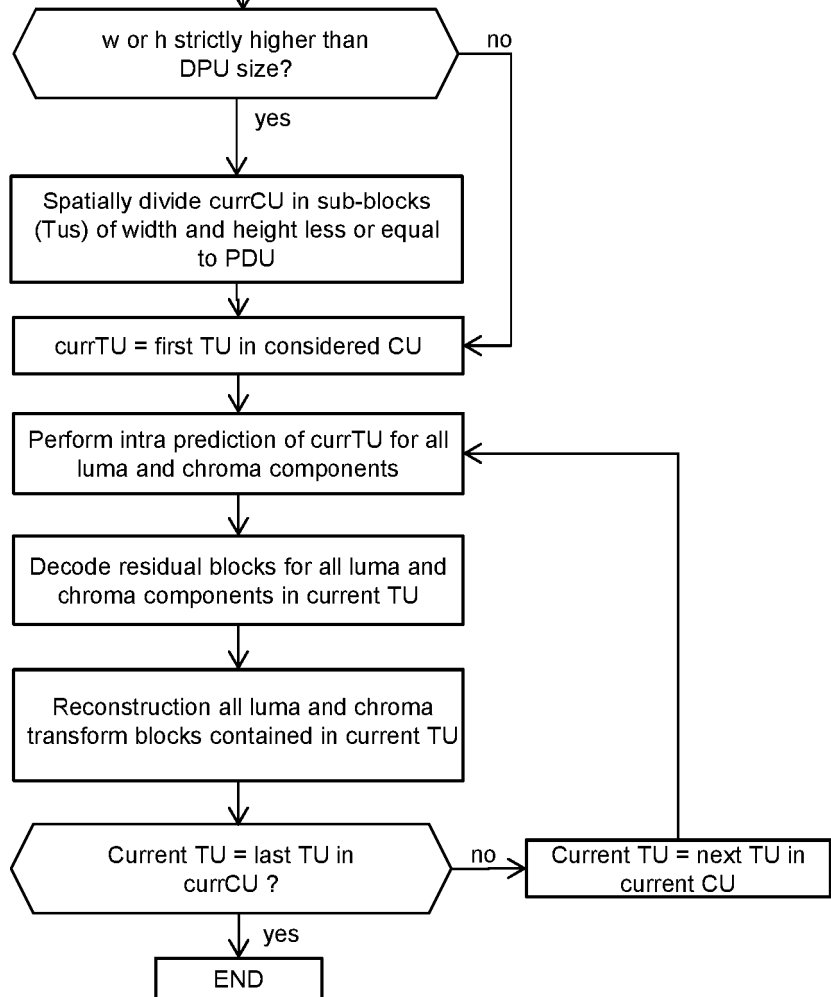 w or h strictly higher than
DPU size?
no
yes
Spatially divide currCU in sub-blocks
(Tus) of width and height less or equal
to PDU
currTU = first TU in considered CU
Perform intra prediction of currTU for all
luma and chroma components
Decode residual blocks for all luma and
chroma components in current TU
Reconstruction all luma and chroma
transform blocks contained in current TU
Current TU = last TU in
currCU ?
no
Current TU = next TU in
current CU
yes
END